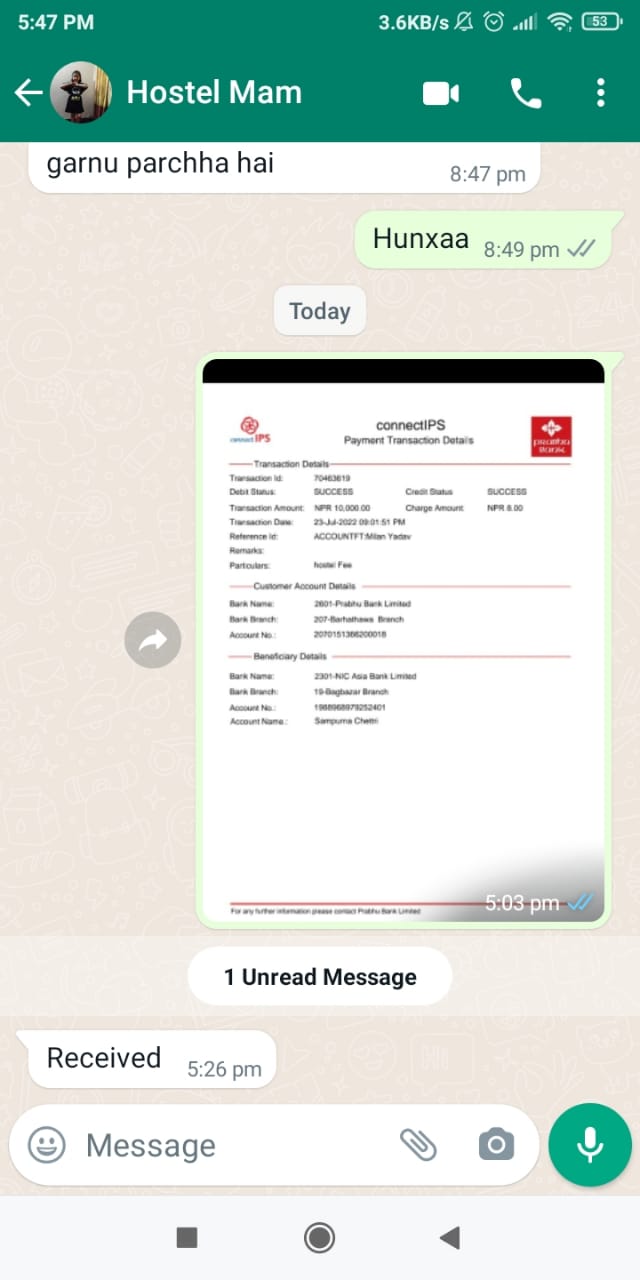 5:47 PM
3.6KB/s
53
Hostel Mam
garnu parchha hai
8:47 pm
Hunxaa
8:49 pm
Today
connectIPS
connectIPS
Payment Transaction Details
prabhu
BANK
Transaction Details
Transaction Id: 70463619
Debit Status: SUCCESS Credit Status SUCCESS
Transaction Amount: NPR 10,000.00 Charge Amount NPR 8.00
Transaction Date: 23-Jul-2022 09:01:51 PM
Reference Id: ACCOUNTFT:Milan Yadav
Remarks:
Particulars: hostel Fee
Customer Account Details
Bank Name: 2601-Prabhu Bank Limited
Bank Branch: 207-Barhathawa Branch
Account No.: 2070151366200018
Beneficiary Details
Bank Name: 2301-NIC Asia Bank Limited
Bank Branch: 19-Bagbazar Branch
Account No.: 1988968979252401
Account Name.: Sampurna Chettri
For any further information please contact Prabhu Bank Limited
5:03 pm
1 Unread Message
Received
5:26 pm
Message